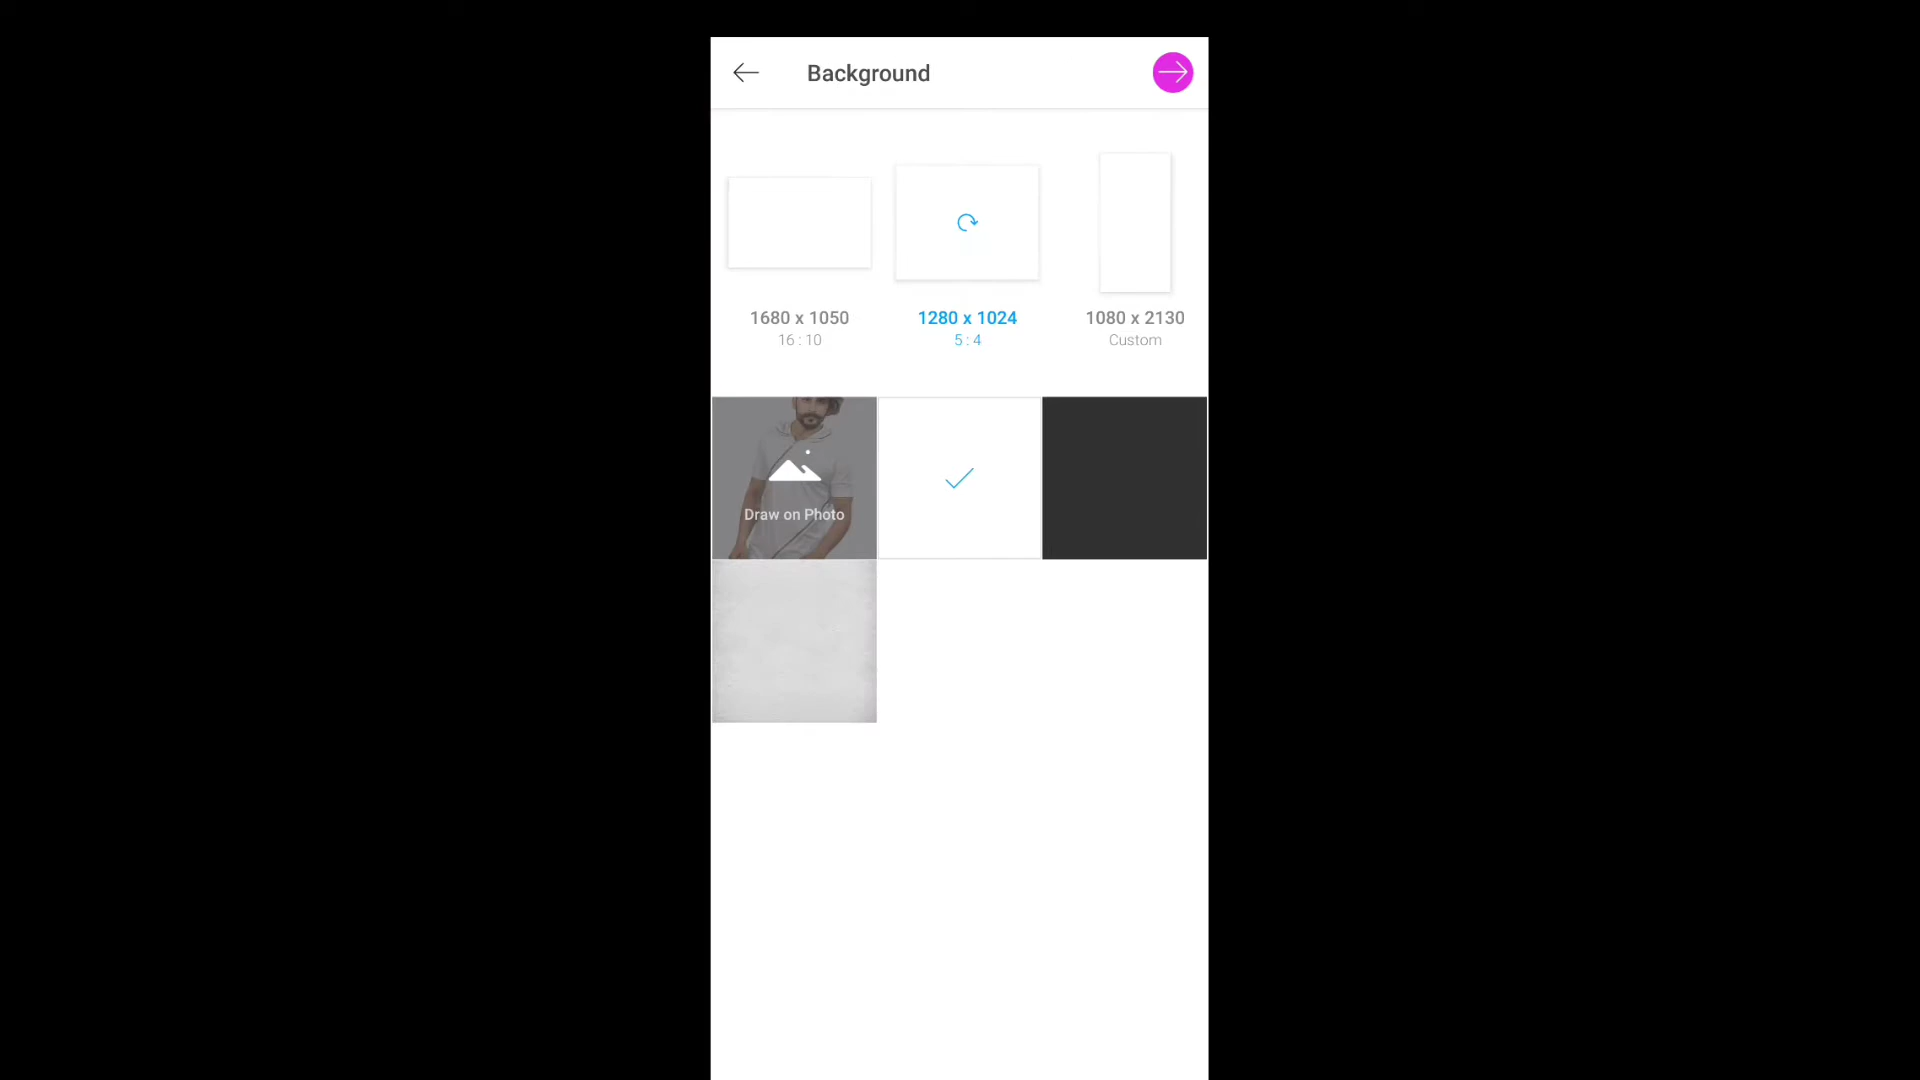 Background
1680 x 1050
16 : 10
1280 x 1024
5 : 4
1080 x 2130
Custom
Draw on Photo